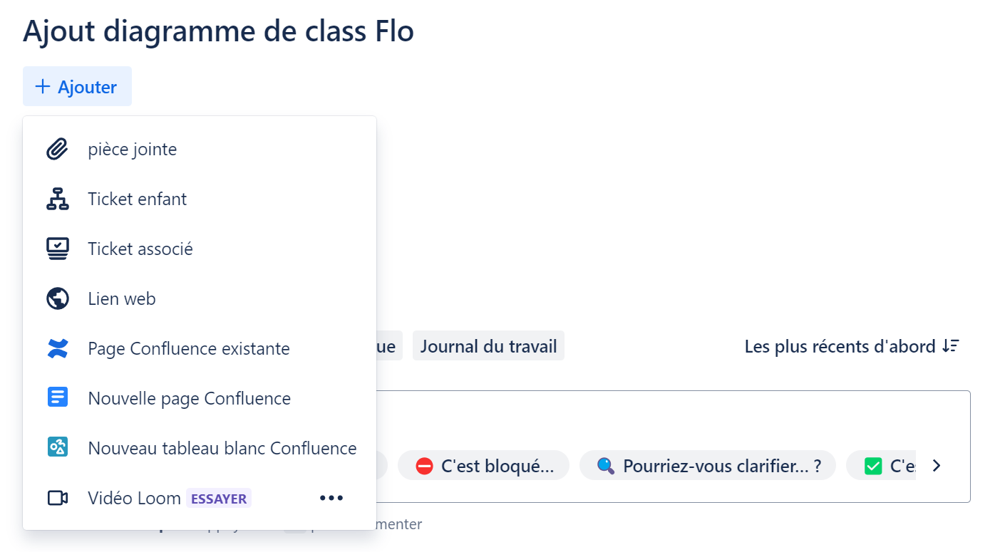 Ajout diagramme de class Flo
+ Ajouter
pièce jointe
Ticket enfant
Ticket associé
Lien web
Page Confluence existante
ue Journal du travail Les plus récents d'abord
Nouvelle page Confluence
Nouveau tableau blanc Confluence
C'est bloqué... Pourriez-vous clarifier... ? C'es
Vidéo Loom ESSAYER
menter